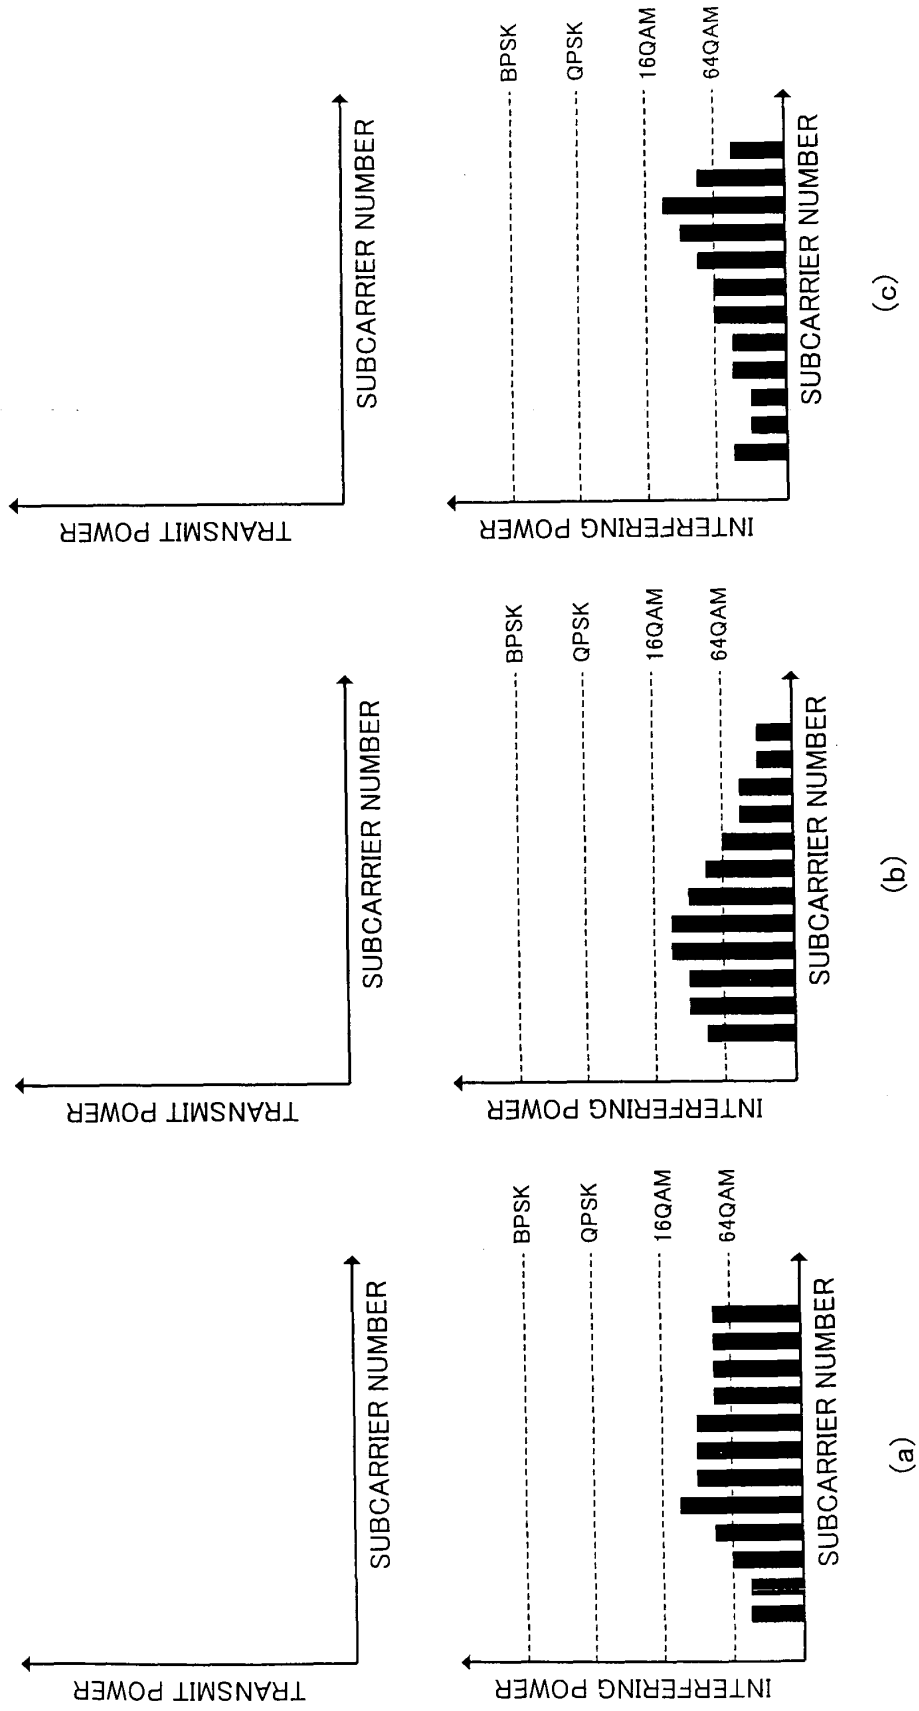 TRANSMIT POWER
SUBCARRIER NUMBER
INTERFERING POWER
BPSK
QPSK
16QAM
64QAM
SUBCARRIER NUMBER
(a)
TRANSMIT POWER
SUBCARRIER NUMBER
INTERFERING POWER
BPSK
QPSK
16QAM
64QAM
SUBCARRIER NUMBER
(b)
TRANSMIT POWER
SUBCARRIER NUMBER
INTERFERING POWER
BPSK
QPSK
16QAM
64QAM
SUBCARRIER NUMBER
(c)